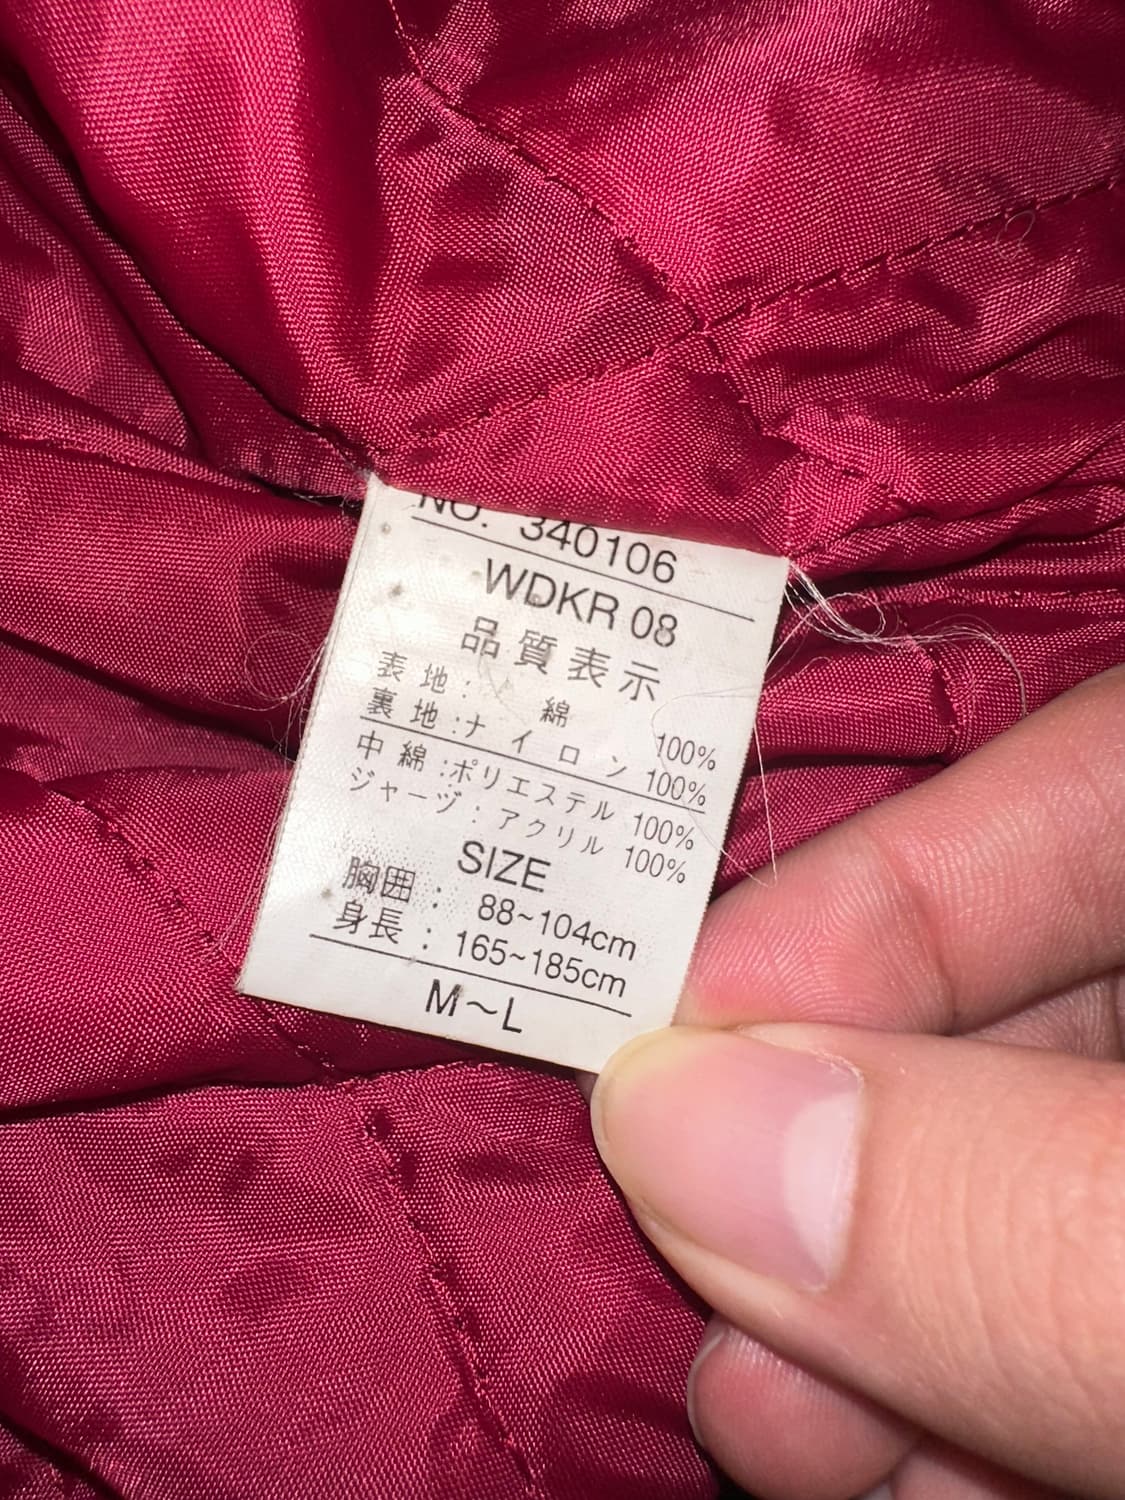 NO. 340106
WDKR 08
品質表示
表地: 綿 100%
裏地:ナイロン 100%
中綿:ポリエステル 100%
ジャージ:アクリル 100%
SIZE
胸囲: 88~104cm
身長: 165~185cm
M~L